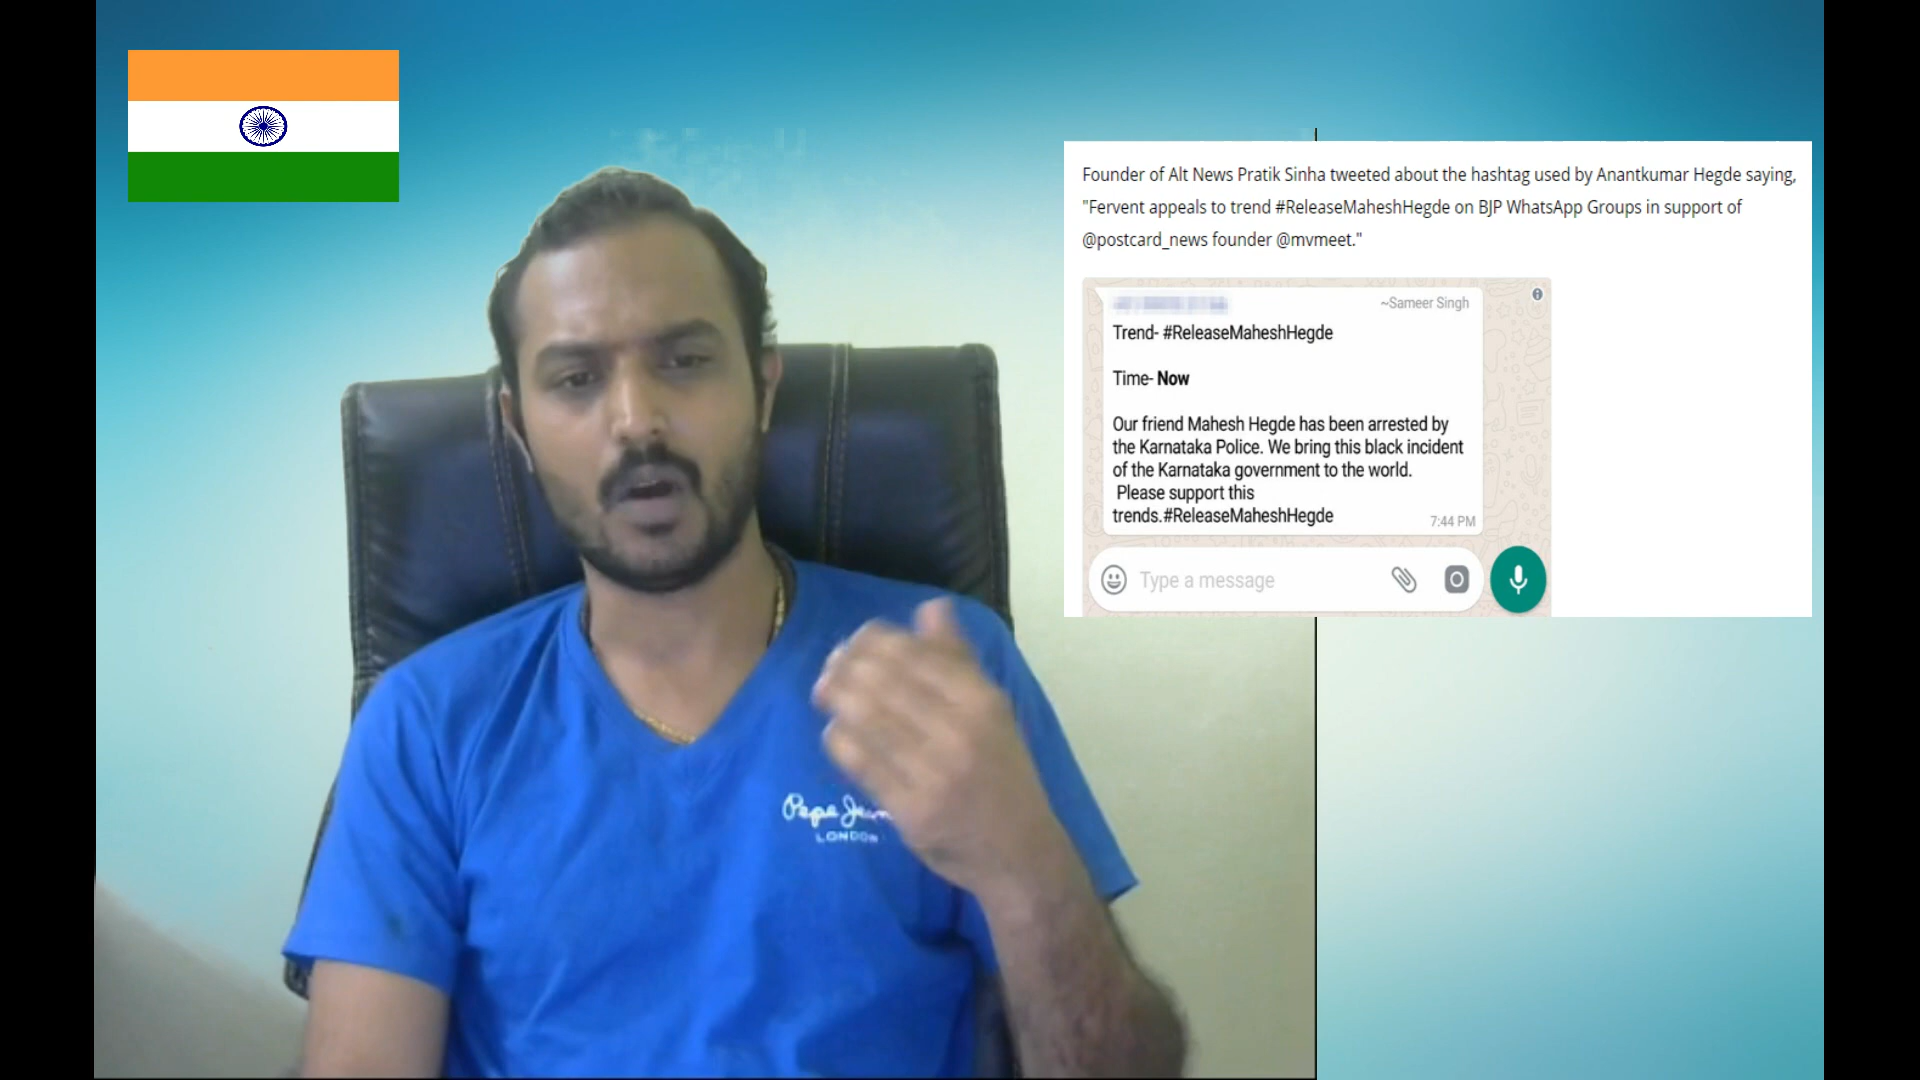 Founder of Alt News Pratik Sinha tweeted about the hashtag used by Anantkumar Hegde saying,
"Fervent appeals to trend #ReleaseMaheshHegde on BJP WhatsApp Groups in support of
@postcard_news founder @mvmeet."
~Sameer Singh
Trend- #ReleaseMaheshHegde
Time- Now
Our friend Mahesh Hegde has been arrested by
the Karnataka Police. We bring this black incident
of the Karnataka government to the world.
Please support this
trends.#ReleaseMaheshHegde
7:44 PM
Type a message
Pepe Jean
LONDON